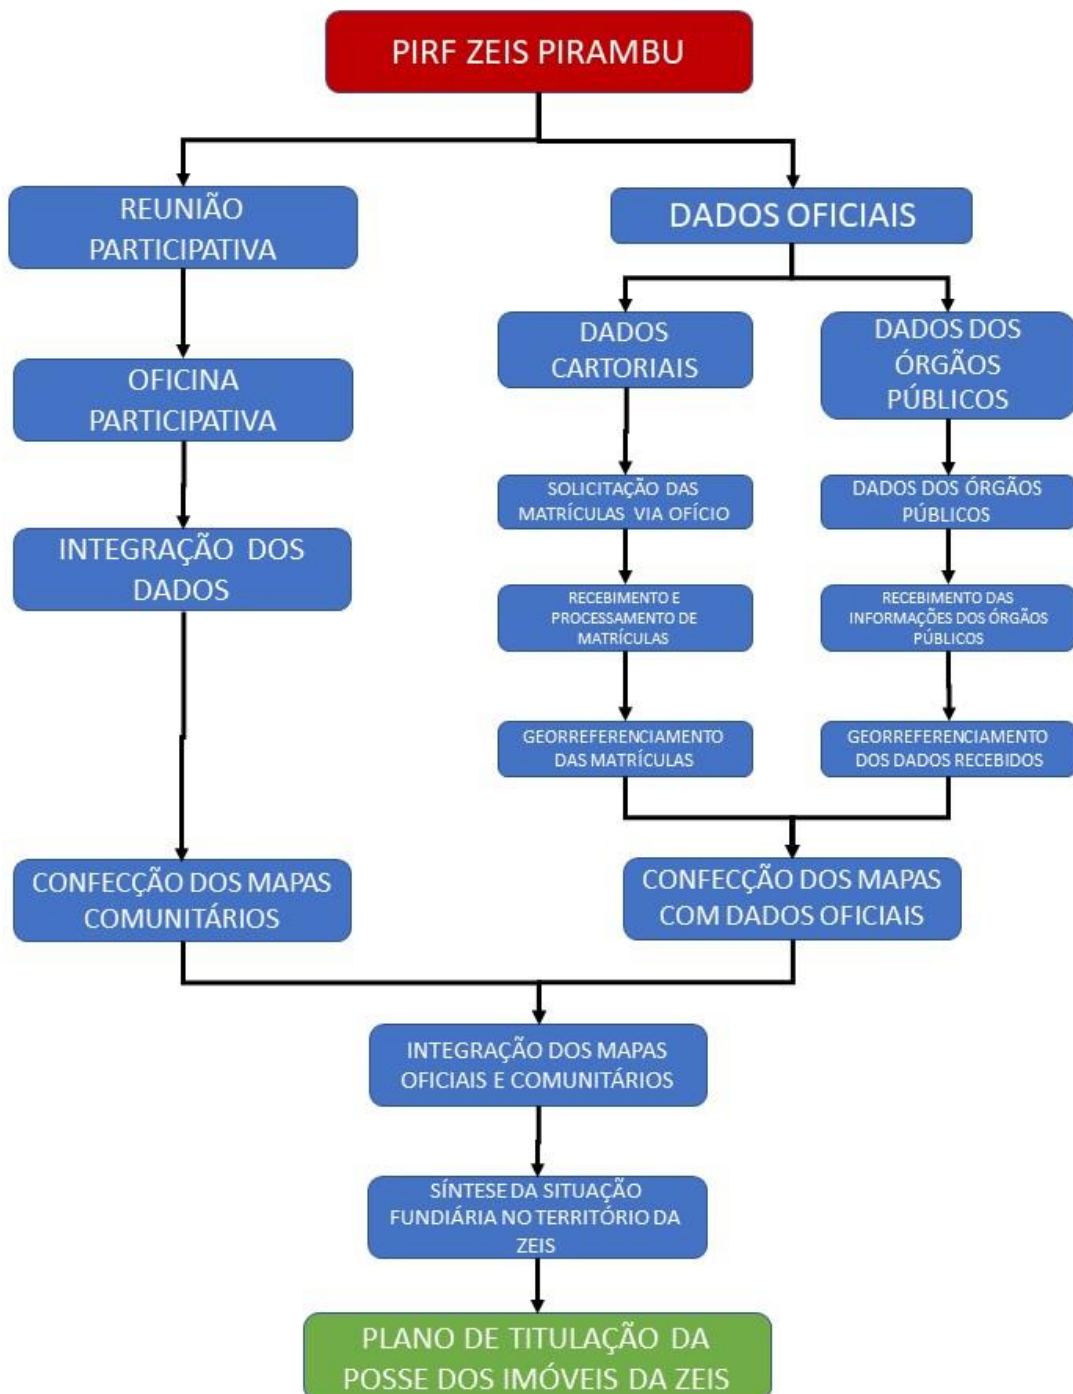 PIRF ZEIS PIRAMBU
REUNIÃO
PARTICIPATIVA
DADOS OFICIAIS
OFICINA
PARTICIPATIVA
DADOS
CARTORIAIS
DADOS DOS
ÓRGÃOS
PÚBLICOS
SOLICITAÇÃO DAS
MATRÍCULAS VIA OFÍCIO
DADOS DOS ÓRGÃOS
PÚBLICOS
INTEGRAÇÃO DOS
DADOS
RECEBIMENTO E
PROCESSAMENTO DE
MATRÍCULAS
RECEBIMENTO DAS
INFORMAÇÕES DOS ÓRGÃOS
PÚBLICOS
GEORREFERENCIAMENTO
DAS MATRÍCULAS
GEORREFERENCIAMENTO
DOS DADOS RECEBIDOS
CONFECÇÃO DOS MAPAS
COMUNITÁRIOS
CONFECÇÃO DOS MAPAS
COM DADOS OFICIAIS
INTEGRAÇÃO DOS MAPAS
OFICIAIS E COMUNITÁRIOS
SÍNTESE DA SITUAÇÃO
FUNDIÁRIA NO TERRITÓRIO DA
ZEIS
PLANO DE TITULAÇÃO DA
POSSE DOS IMÓVEIS DA ZEIS